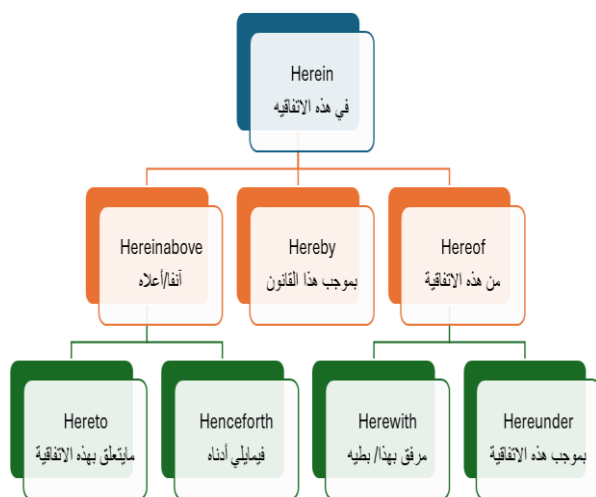 Herein
في هذه الاتفاقيه
Hereinabove
آنفا/أعلاه
Hereby
بموجب هذا القانون
Hereof
من هذه الاتفاقية
Hereto
مايتعلق بهذه الاتفاقية
Henceforth
فيمايلي أدناه
Herewith
مرفق بهذا/ بطيه
Hereunder
بموجب هذه الاتفاقية